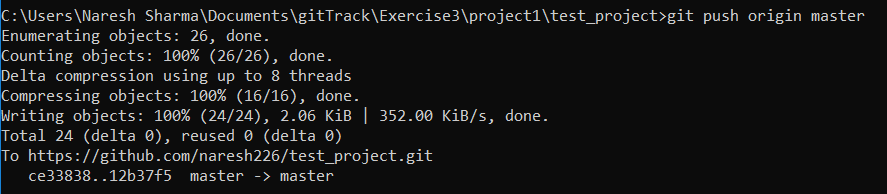 C:\Users\Naresh Sharma\Documents\gitTrack\Exercise3\project1\test_project>git push origin master
Enumerating objects: 26, done.
Counting objects: 100% (26/26), done.
Delta compression using up to 8 threads
Compressing objects: 100% (16/16), done.
Writing objects: 100% (24/24), 2.06 KiB | 352.00 KiB/s, done.
Total 24 (delta 0), reused 0 (delta 0)
To https://github.com/naresh226/test_project.git
   ce33838..12b37f5  master -> master